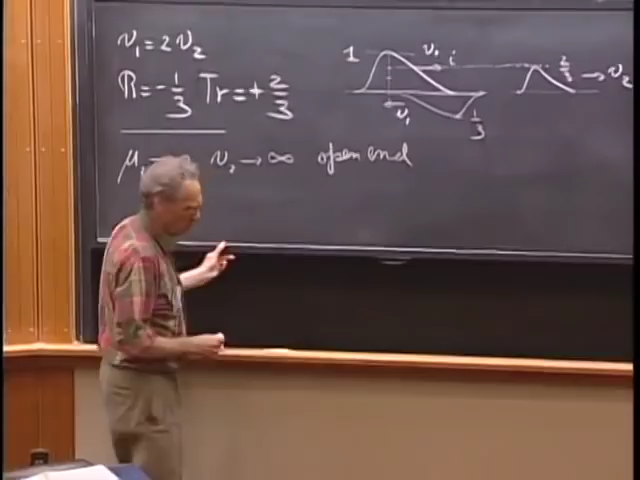 v₁ = 2v₂
R = -1/3 Tr = +2/3
v₂ → ∞ open end
1 v₁ i 2/3 → v₂
v₁ 1/3